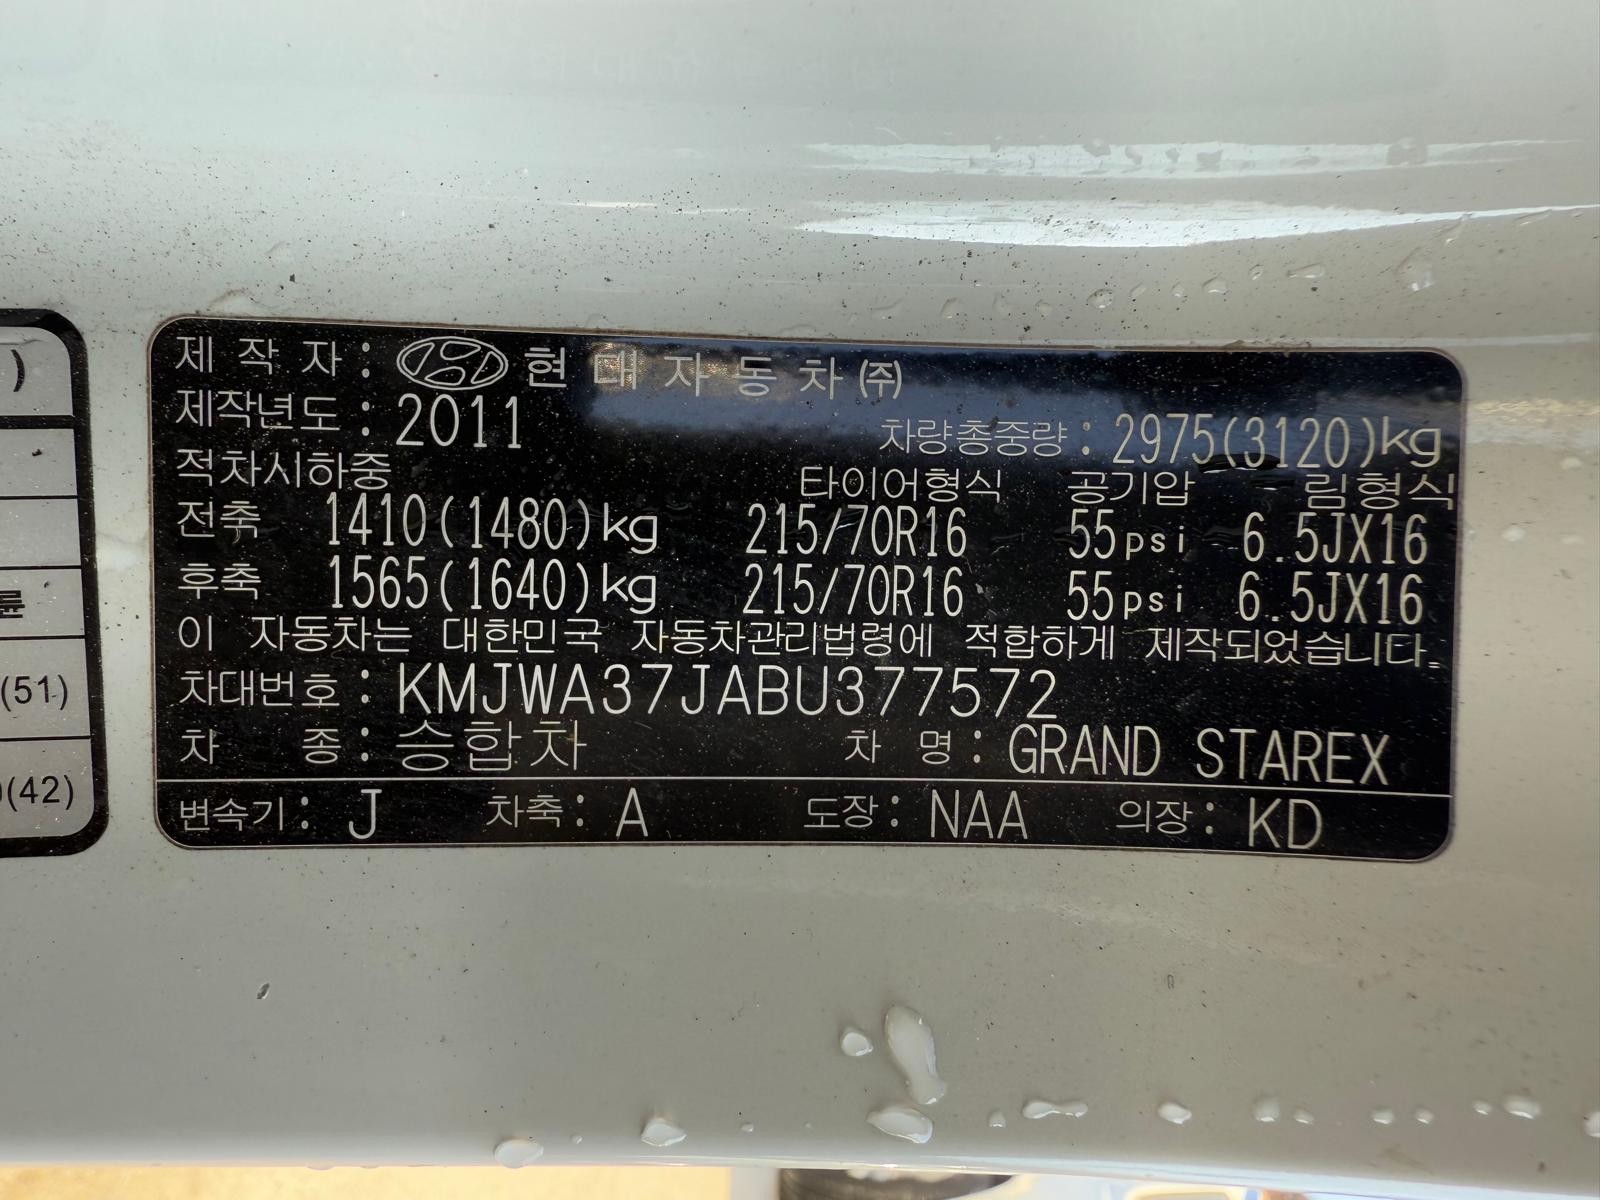 제 작 자 : 현 대 자 동 차 ㈜
제작년도 : 2011
차량총중량 : 2975(3120)kg
적차시하중
타이어형식 공기압 림형식
전축 1410(1480)kg 215/70R16 55psi 6.5JX16
후축 1565(1640)kg 215/70R16 55psi 6.5JX16
이 자동차는 대한민국 자동차관리법령에 적합하게 제작되었습니다.
차대번호 : KMJWA37JABU377572
차 종 : 승합차 차 명 : GRAND STAREX
변속기 : J 차축 : A 도장 : NAA 의장 : KD
)
륜
(51)
(42)